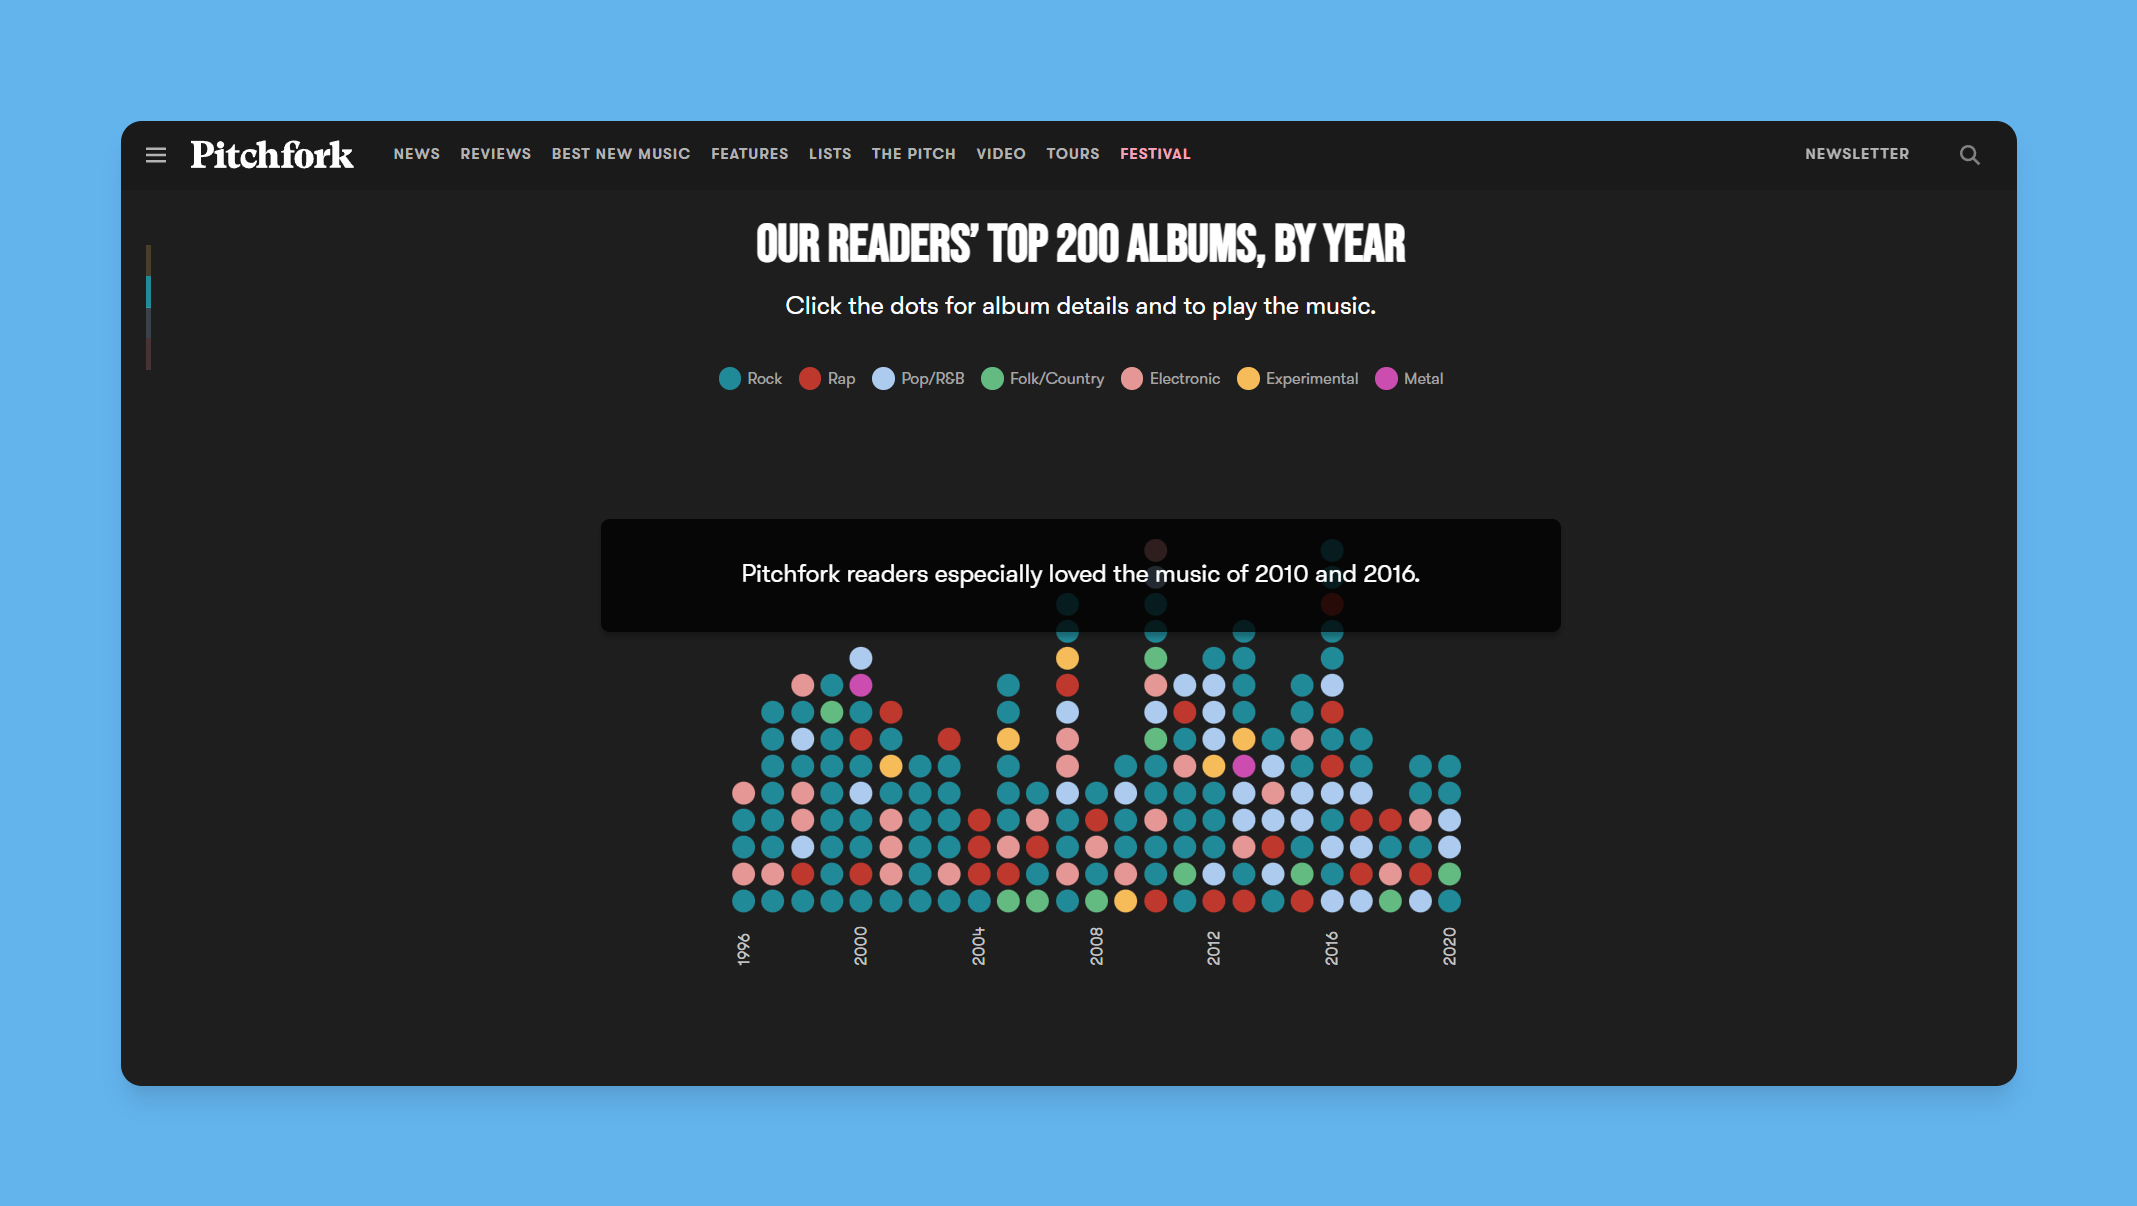 Pitchfork NEWS REVIEWS BEST NEW MUSIC FEATURES LISTS THE PITCH VIDEO TOURS FESTIVAL NEWSLETTER
OUR READERS’ TOP 200 ALBUMS, BY YEAR
Click the dots for album details and to play the music.
Rock Rap Pop/R&B Folk/Country Electronic Experimental Metal
Pitchfork readers especially loved the music of 2010 and 2016.
1996 2000 2004 2008 2012 2016 2020